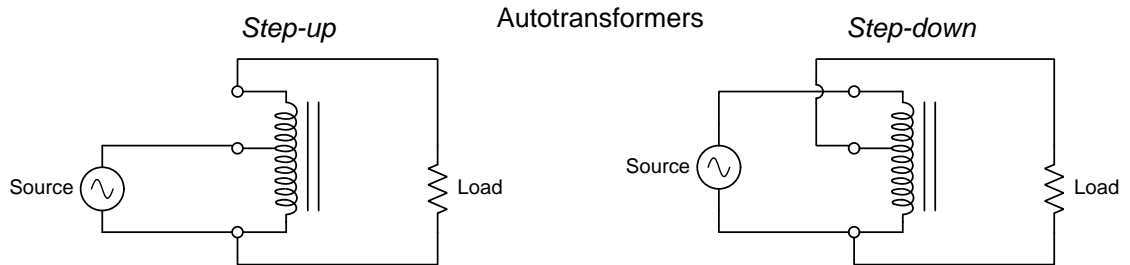 Autotransformers
Step-up
Step-down
Source
Load
Source
Load